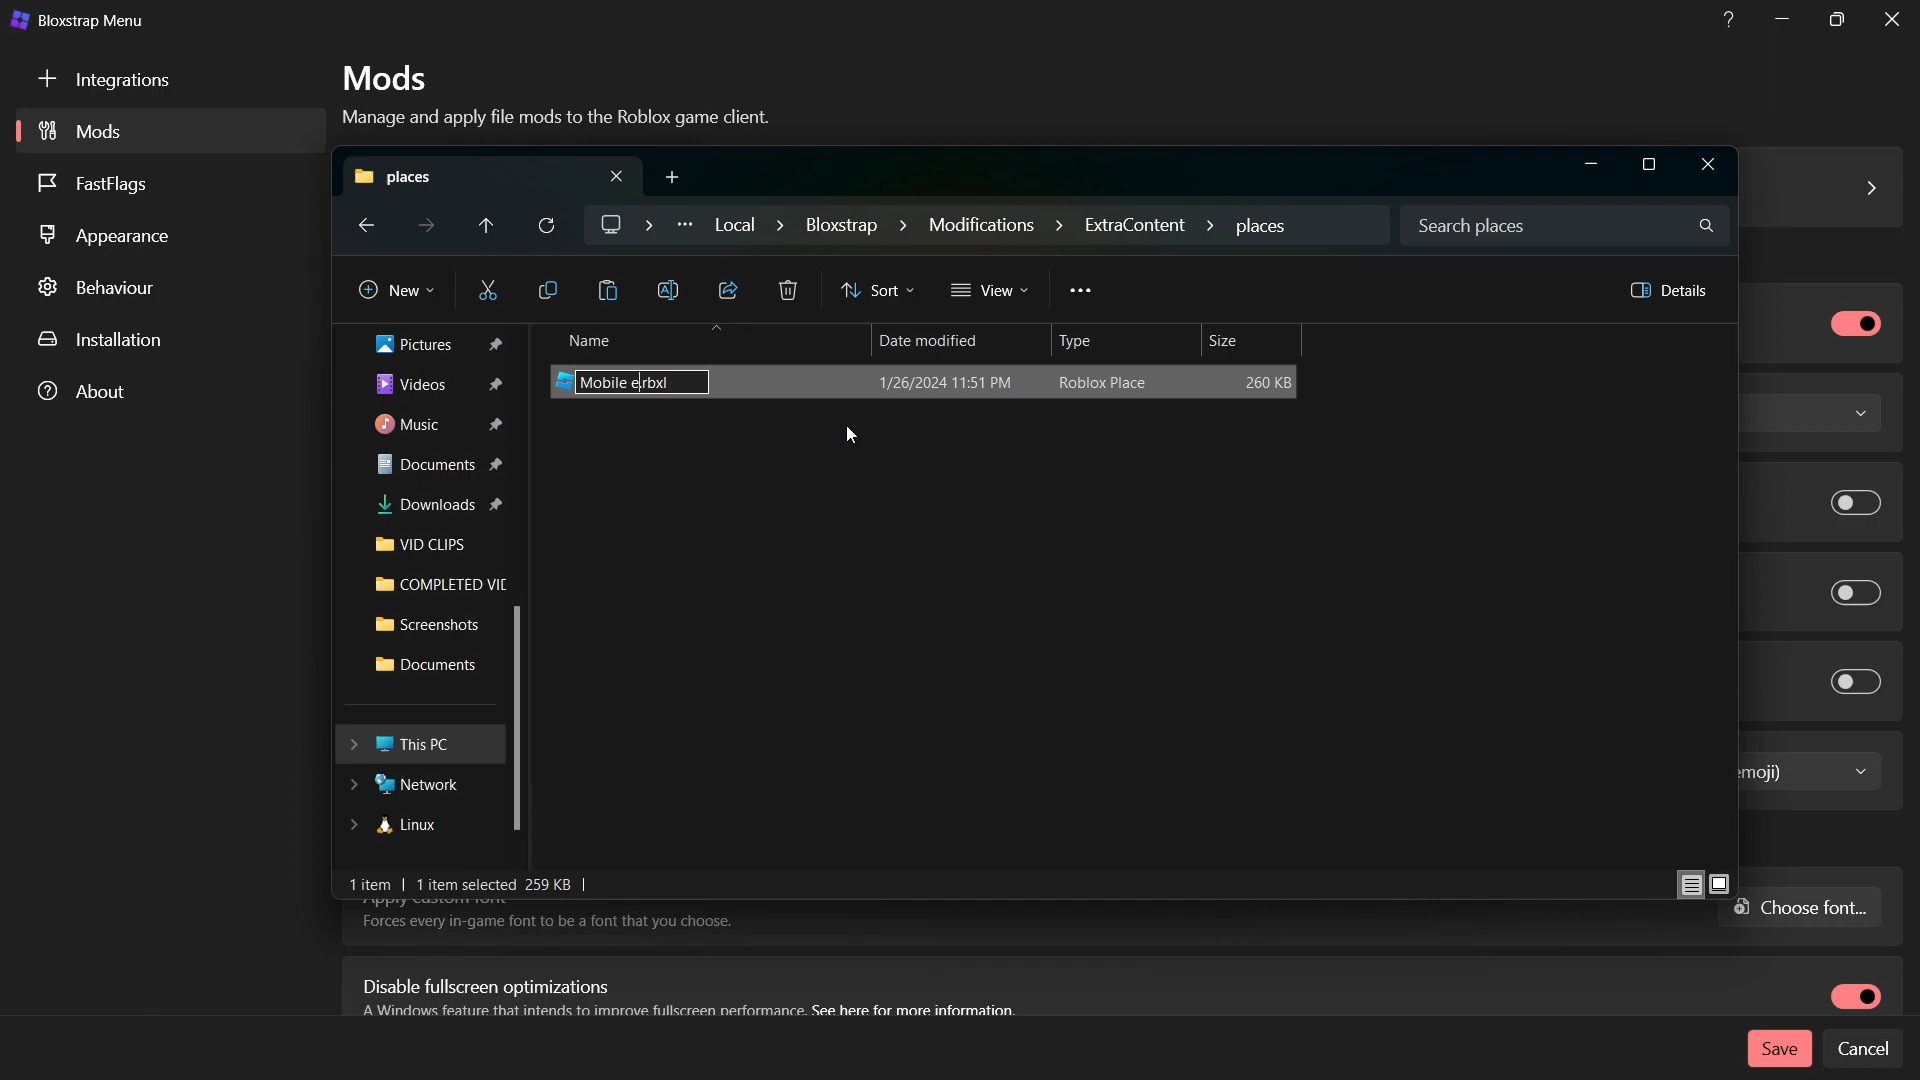 Bloxstrap Menu
Integrations
Mods
FastFlags
Appearance
Behaviour
Installation
About
Mods
Manage and apply file mods to the Roblox game client.
places
Local > Bloxstrap > Modifications > ExtraContent > places
Search places
New
Sort
View
Details
Pictures
Videos
Music
Documents
Downloads
VID CLIPS
COMPLETED VID
Screenshots
Documents
This PC
Network
Linux
Name Date modified Type Size
Mobile e.rbxl 1/26/2024 11:51 PM Roblox Place 260 KB
1 item 1 item selected 259 KB
emoji)
Apply custom font
Forces every in-game font to be a font that you choose.
Choose font...
Disable fullscreen optimizations
A Windows feature that intends to improve fullscreen performance. See here for more information.
Save
Cancel